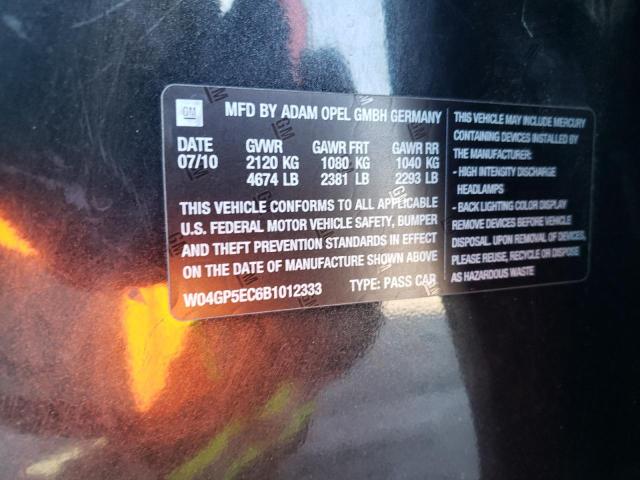 GM
MFD BY ADAM OPEL GMBH GERMANY
DATE GVWR GAWR FRT GAWR RR
07/10 2120 KG 1080 KG 1040 KG
4674 LB 2381 LB 2293 LB
THIS VEHICLE CONFORMS TO ALL APPLICABLE
U.S. FEDERAL MOTOR VEHICLE SAFETY, BUMPER
AND THEFT PREVENTION STANDARDS IN EFFECT
ON THE DATE OF MANUFACTURE SHOWN ABOVE
W04GP5EC6B1012333 TYPE: PASS CAR
THIS VEHICLE MAY INCLUDE MERCURY
CONTAINING DEVICES INSTALLED BY
THE MANUFACTURER:
- HIGH INTENSITY DISCHARGE
HEADLAMPS
- BACK LIGHTING COLOR DISPLAY
REMOVE DEVICES BEFORE VEHICLE
DISPOSAL. UPON REMOVAL OF DEVICES,
PLEASE REUSE, RECYCLE OR DISPOSE
AS HAZARDOUS WASTE